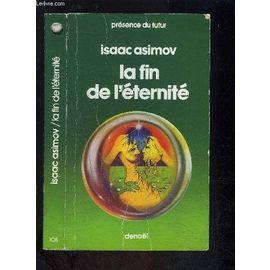 présence du futur
isaac asimov
la fin
de l'éternité
denoël
isaac asimov/la fin de l'éternité